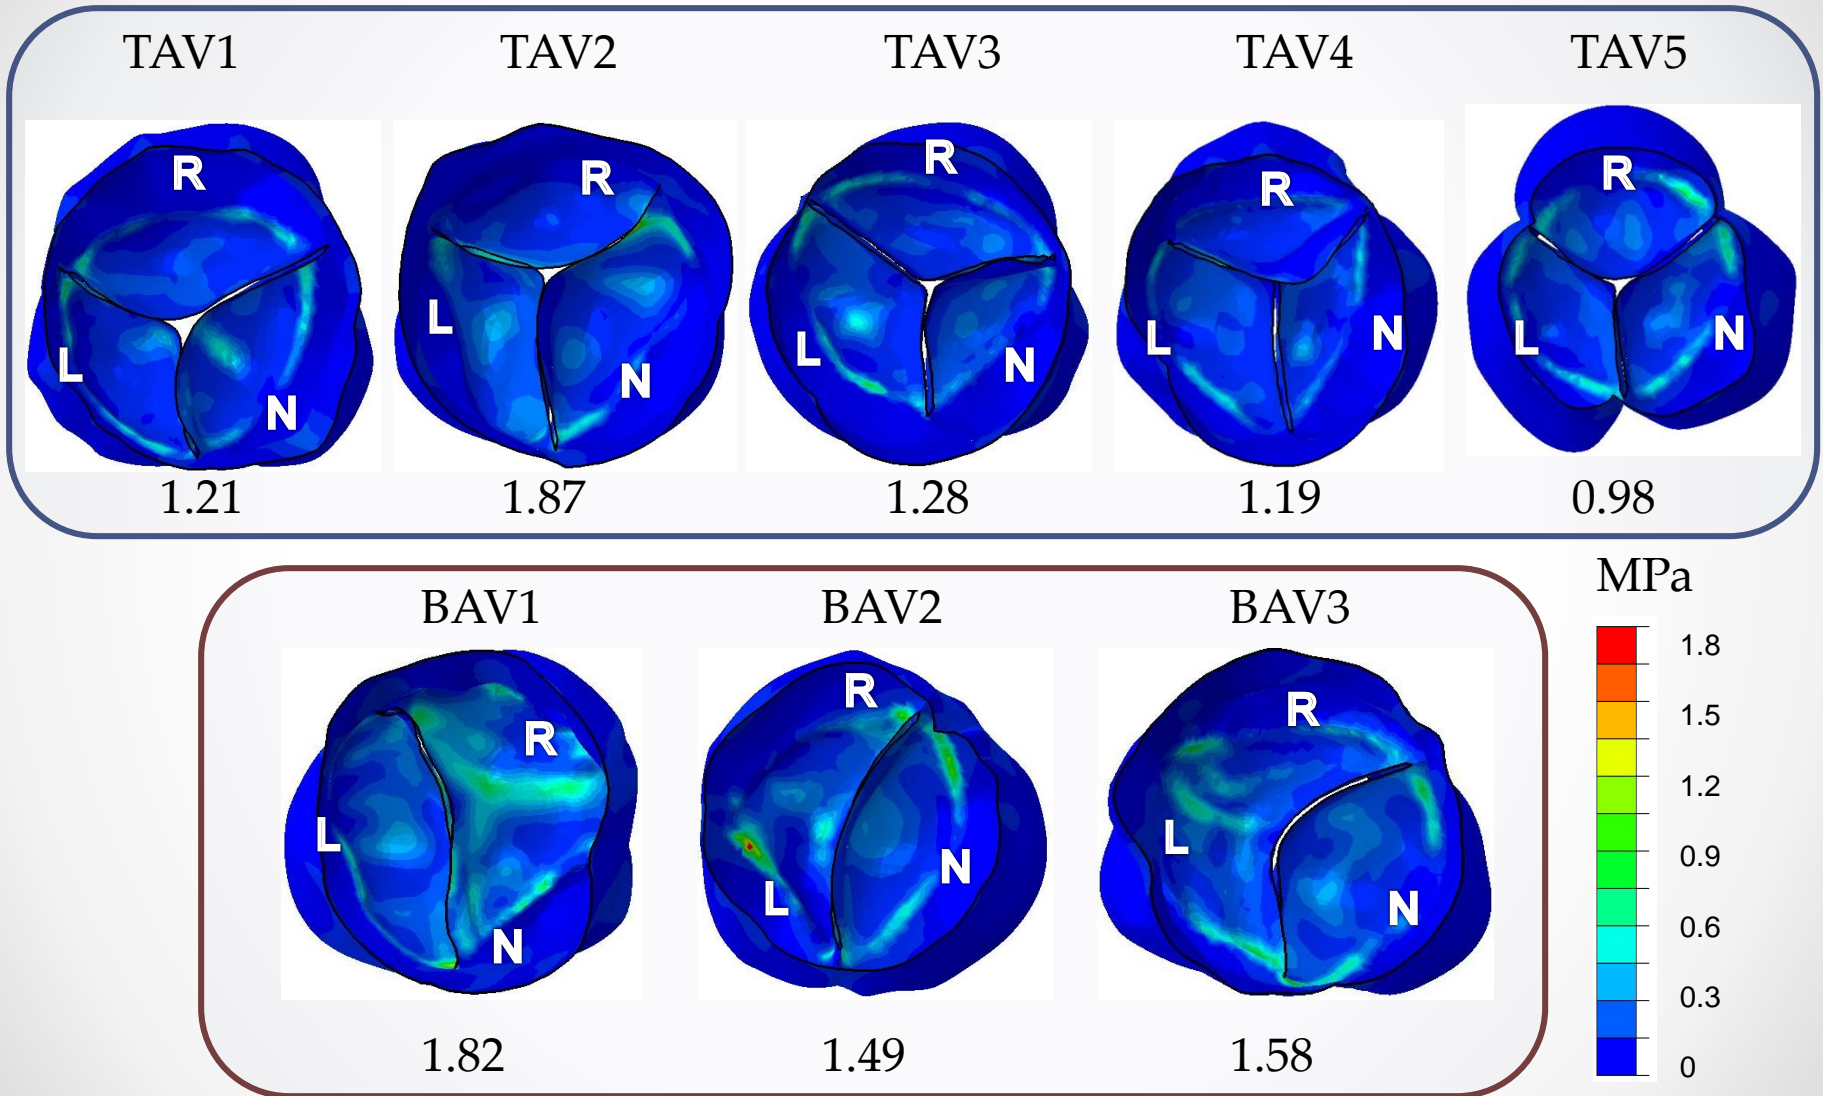 TAV1 TAV2 TAV3 TAV4 TAV5
R R R R R
L N L N L N L N L N
1.21 1.87 1.28 1.19 0.98
MPa
BAV1 BAV2 BAV3
R R R
L N L N L N
1.82 1.49 1.58
1.8
1.5
1.2
0.9
0.6
0.3
0